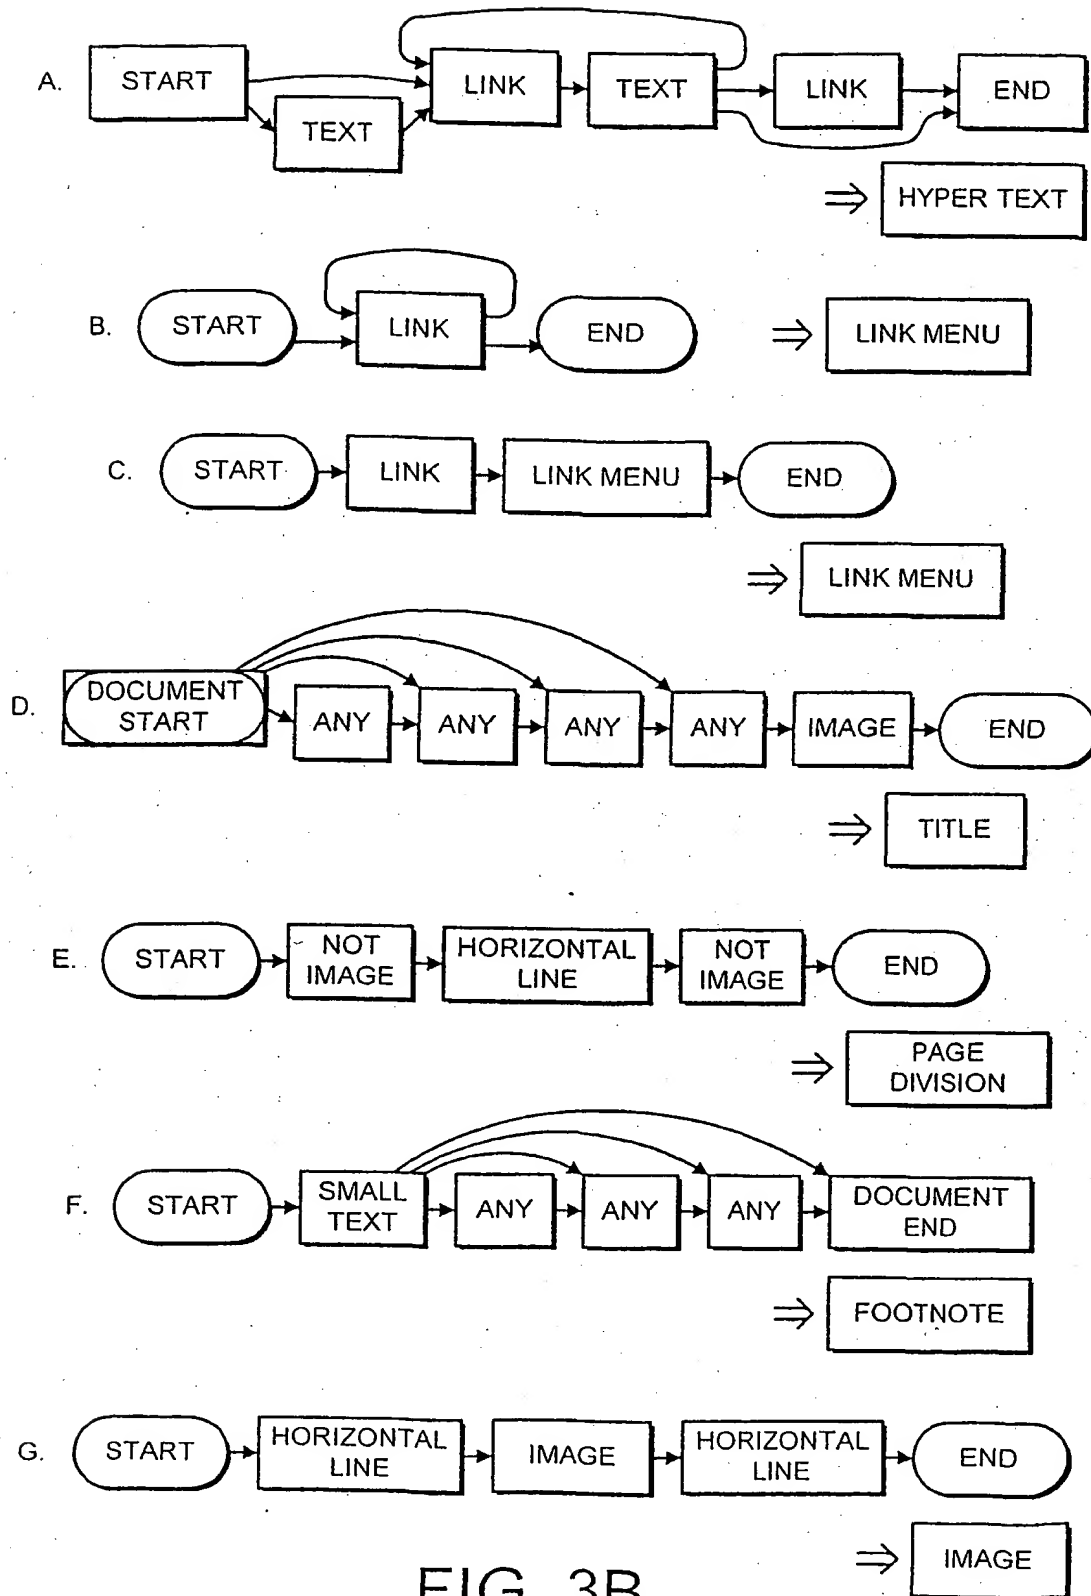 A. START TEXT LINK TEXT LINK END
⇒ HYPER TEXT
B. START LINK END ⇒ LINK MENU
C. START LINK LINK MENU END
⇒ LINK MENU
D. DOCUMENT START ANY ANY ANY ANY IMAGE END
⇒ TITLE
E. START NOT IMAGE HORIZONTAL LINE NOT IMAGE END
⇒ PAGE DIVISION
F. START SMALL TEXT ANY ANY ANY DOCUMENT END
⇒ FOOTNOTE
G. START HORIZONTAL LINE IMAGE HORIZONTAL LINE END
⇒ IMAGE
FIG. 3B